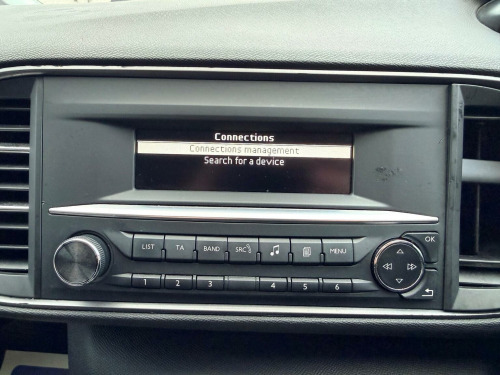 Connections
Connections management
Search for a device
LIST TA BAND SRC MENU OK
1 2 3 4 5 6